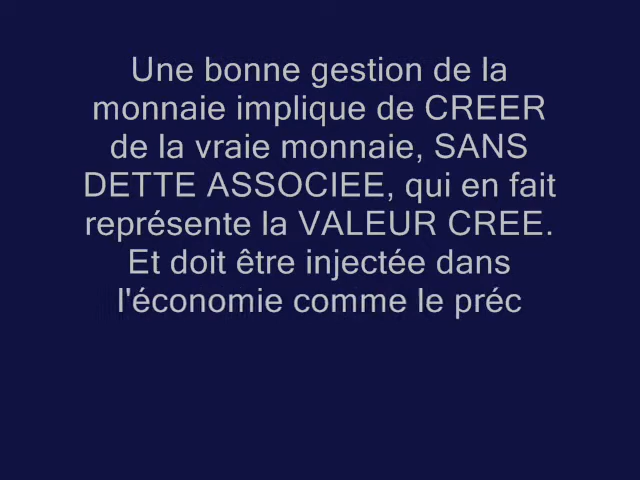 Une bonne gestion de la
monnaie implique de CREER
de la vraie monnaie, SANS
DETTE ASSOCIEE, qui en fait
représente la VALEUR CREE.
Et doit être injectée dans
l'économie comme le préc